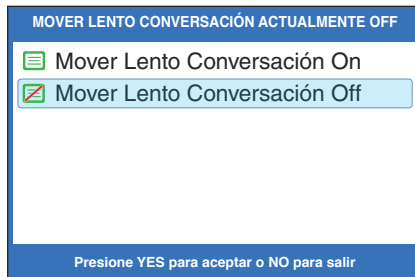 MOVER LENTO CONVERSACIÓN ACTUALMENTE OFF
Mover Lento Conversación On
Mover Lento Conversación Off
Presione YES para aceptar o NO para salir